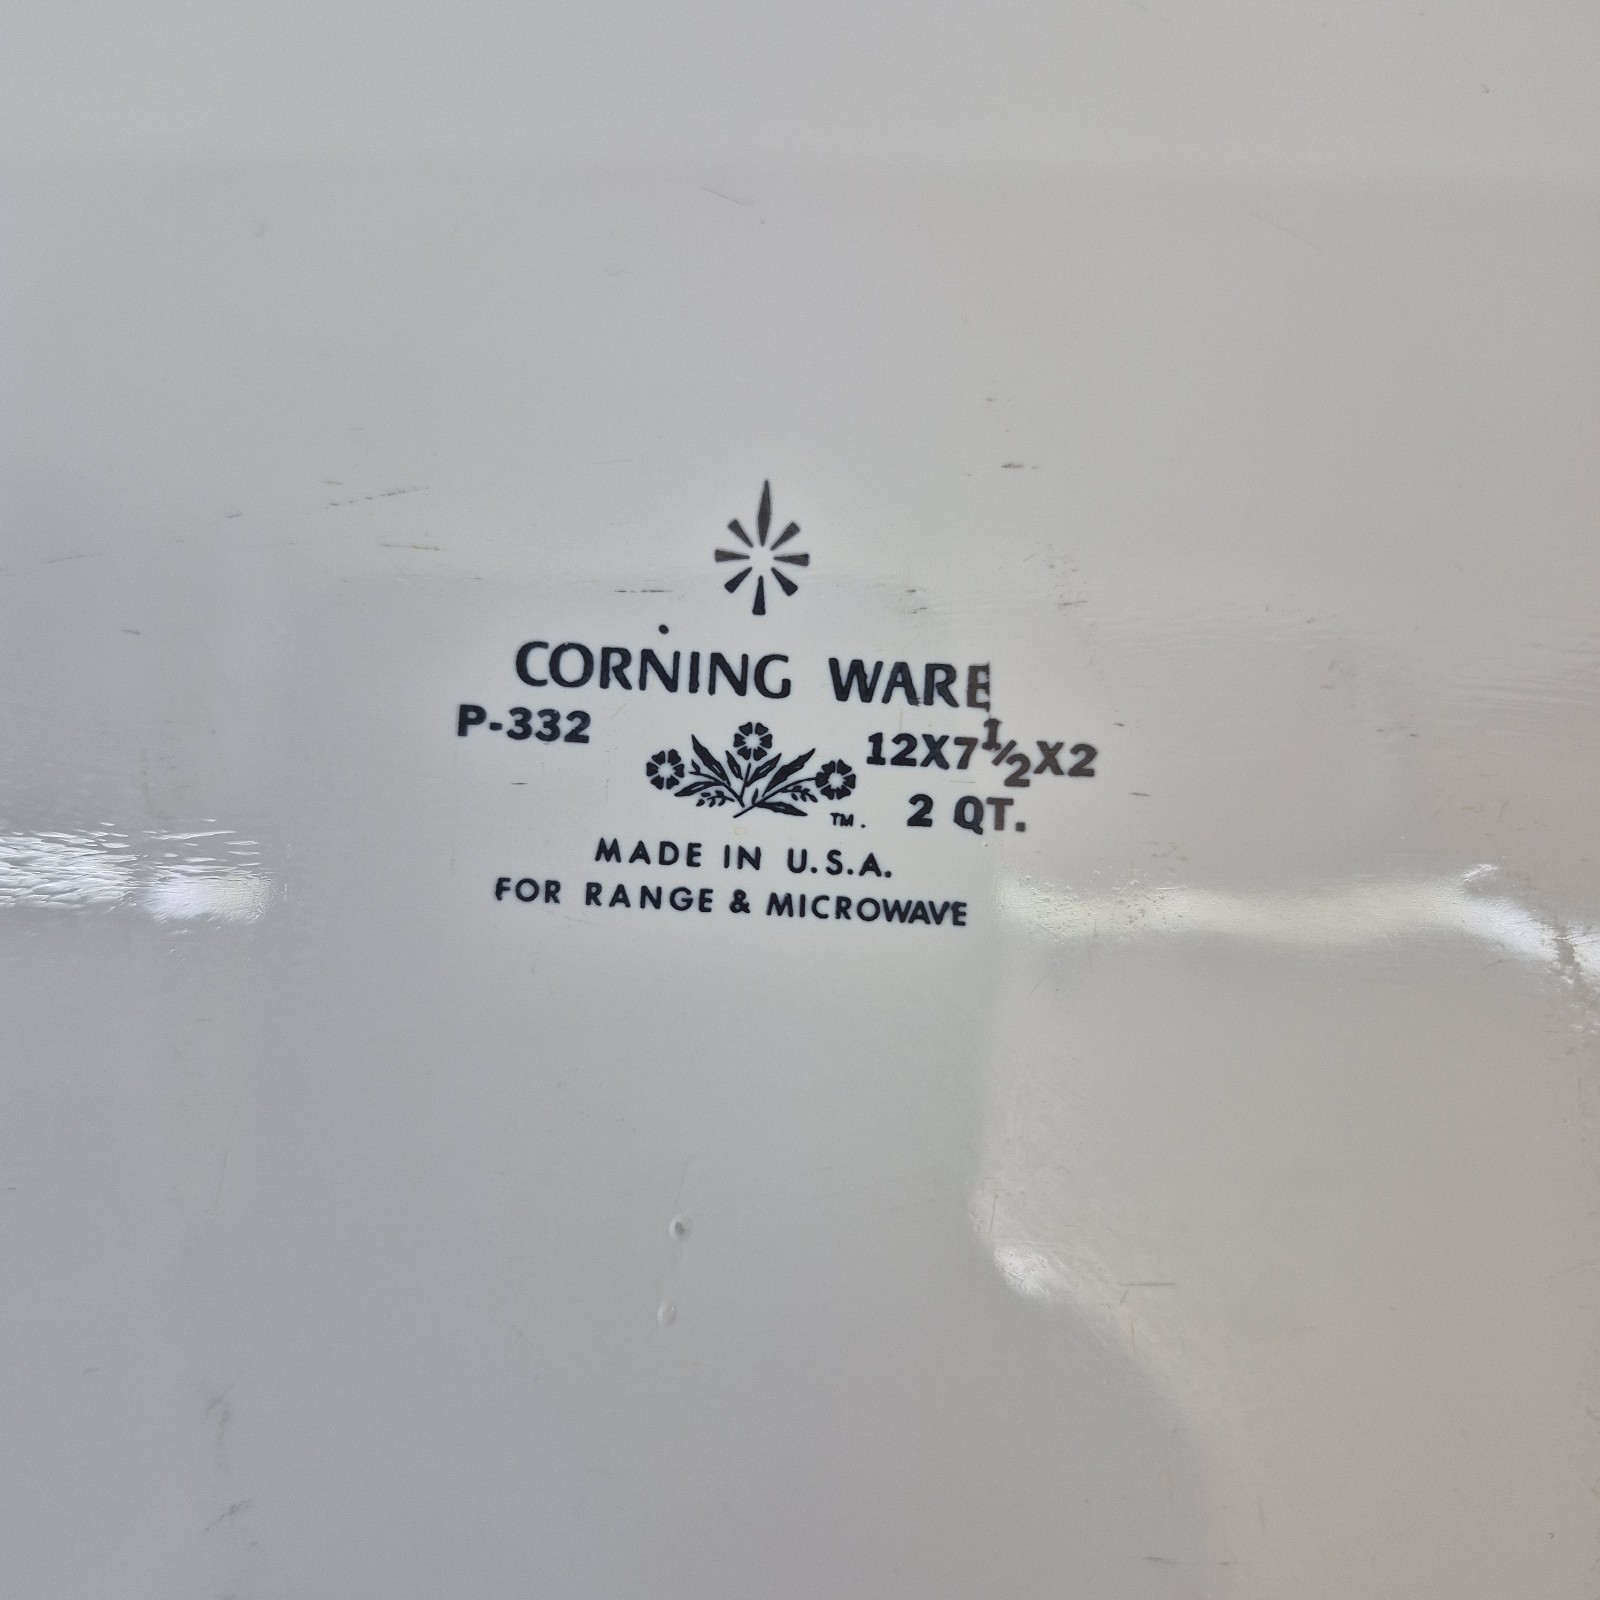 CORNING WARE
P-332 12X7½X2
TM. 2 QT.
MADE IN U.S.A.
FOR RANGE & MICROWAVE